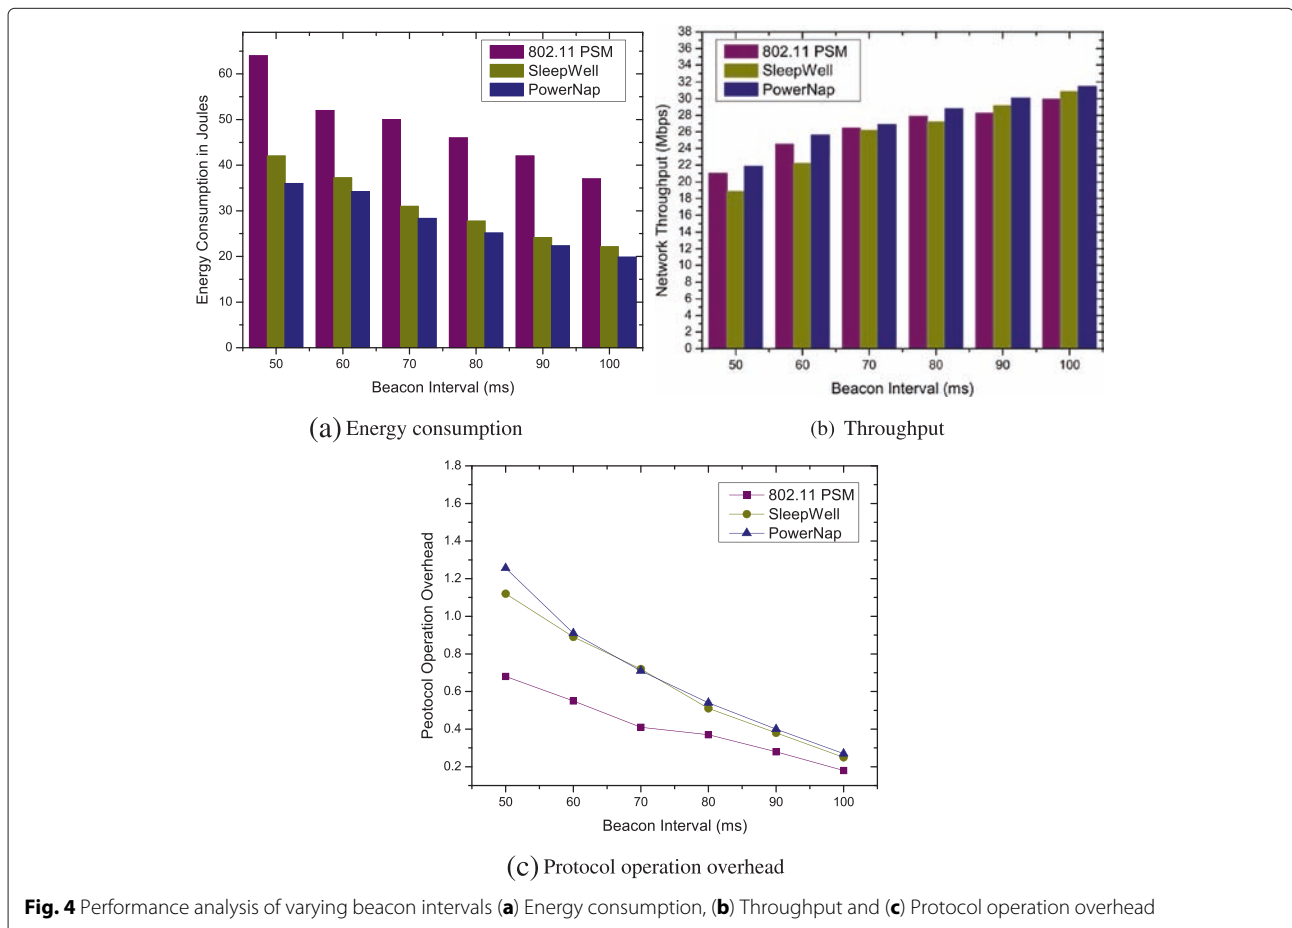 802.11 PSM
SleepWell
PowerNap
60
50
40
30
20
10
0
Energy Consumption in Joules
50 60 70 80 90 100
Beacon Interval (ms)
(a) Energy consumption
802.11 PSM
SleepWell
PowerNap
38
36
34
32
30
28
26
24
22
20
18
16
14
12
10
8
6
4
2
0
Network Throughput (Mbps)
50 60 70 80 90 100
Beacon Interval (ms)
(b) Throughput
802.11 PSM
SleepWell
PowerNap
1.8
1.6
1.4
1.2
1.0
0.8
0.6
0.4
0.2
Peotocol Operation Overhead
50 60 70 80 90 100
Beacon Interval (ms)
(c) Protocol operation overhead
Fig. 4 Performance analysis of varying beacon intervals (a) Energy consumption, (b) Throughput and (c) Protocol operation overhead